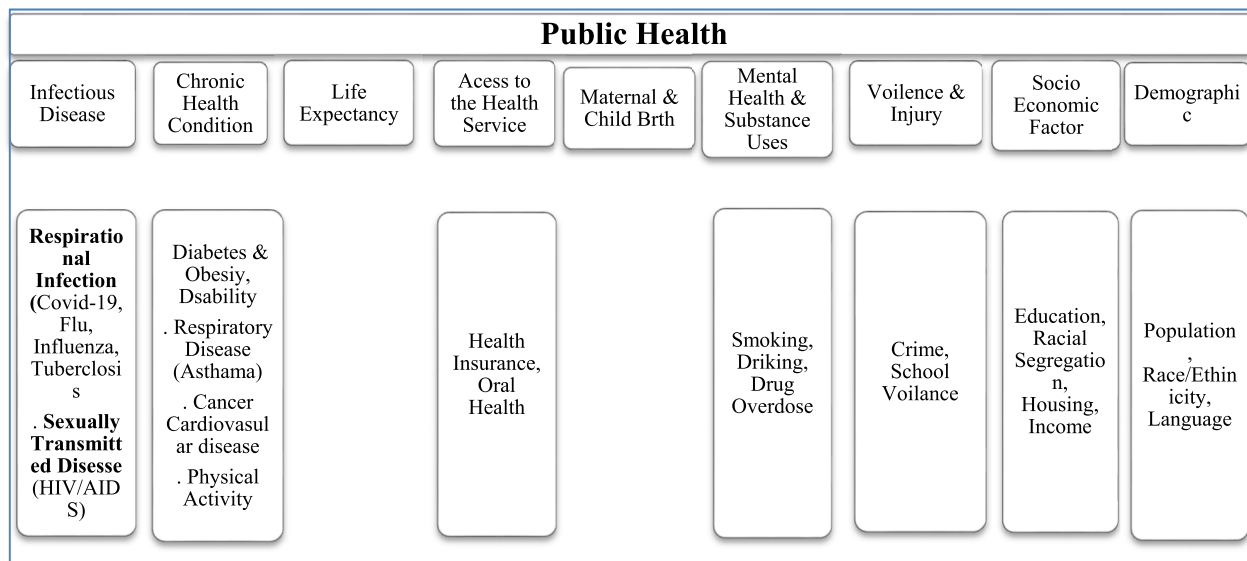 Public Health
Infectious
Disease
Chronic
Health
Condition
Life
Expectancy
Acess to
the Health
Service
Maternal &
Child Brth
Mental
Health &
Substance
Uses
Voilence &
Injury
Socio
Economic
Factor
Demographi
c
Respiratio
nal
Infection
(Covid-19,
Flu,
Influenza,
Tuberclosi
s
. Sexually
Transmitt
ed Disesse
(HIV/AID
S)
Diabetes &
Obesiy,
Dsability
. Respiratory
Disease
(Asthama)
. Cancer
Cardiovasul
ar disease
. Physical
Activity
Health
Insurance,
Oral
Health
Smoking,
Driking,
Drug
Overdose
Crime,
School
Voilance
Education,
Racial
Segregatio
n,
Housing,
Income
Population
,
Race/Ethin
icity,
Language